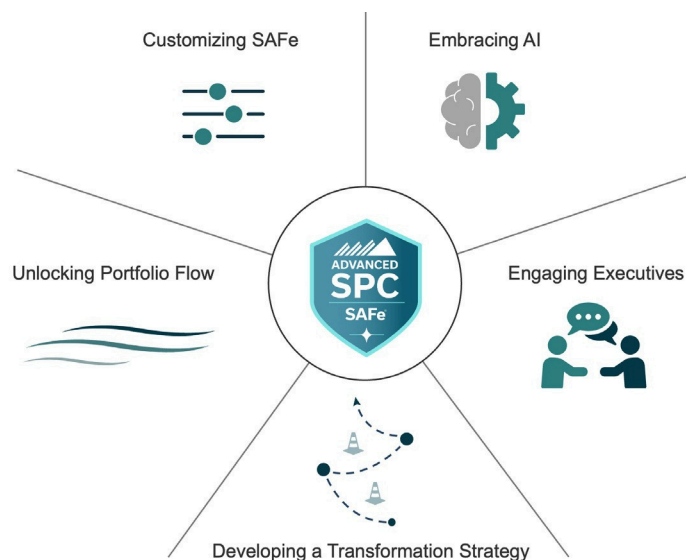 Customizing SAFe
Embracing AI
Unlocking Portfolio Flow
ADVANCED
SPC
SAFe
Engaging Executives
Developing a Transformation Strategy